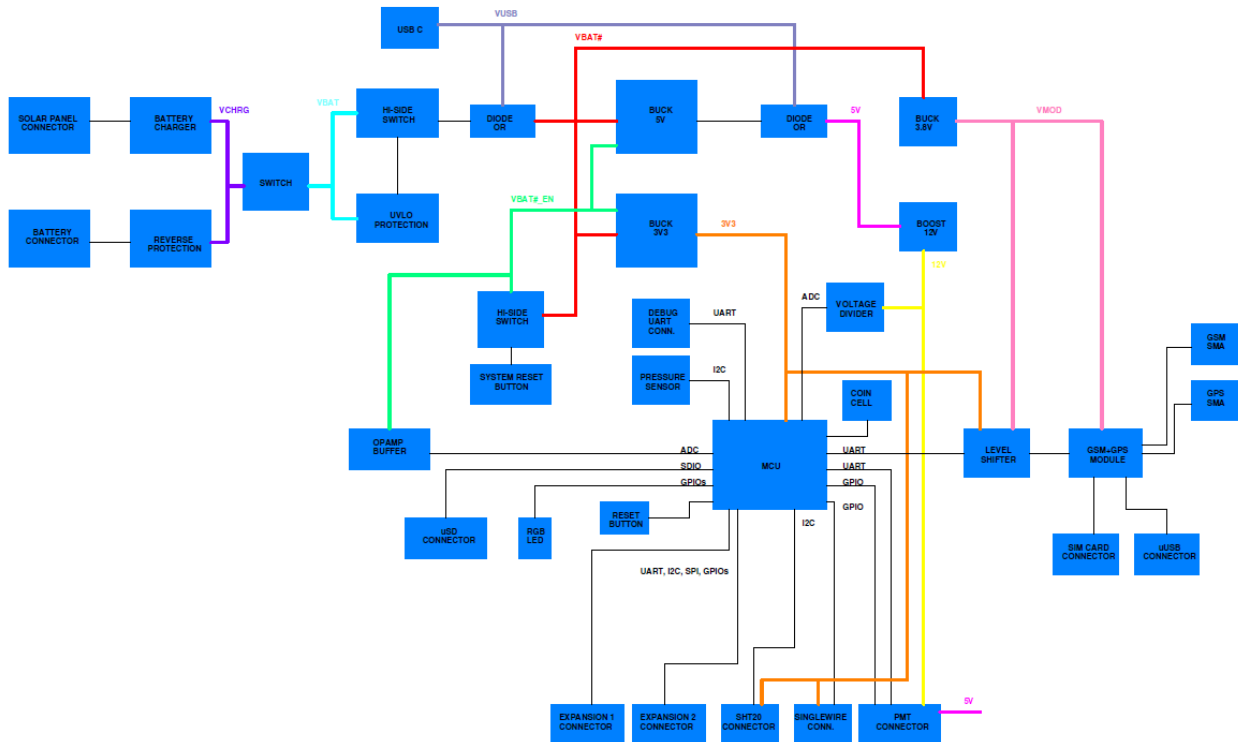 USB C
VUSB
VBAT#
SOLAR PANEL
CONNECTOR
BATTERY
CHARGER
VCHRG
VBAT
HI-SIDE
SWITCH
DIODE
OR
BUCK
5V
DIODE
OR
5V
BUCK
3.8V
VMOD
SWITCH
UVLO
PROTECTION
VBAT#_EN
BATTERY
CONNECTOR
REVERSE
PROTECTION
BUCK
3V3
3V3
BOOST
12V
12V
HI-SIDE
SWITCH
DEBUG
UART
CONN.
UART
ADC
VOLTAGE
DIVIDER
SYSTEM RESET
BUTTON
PRESSURE
SENSOR
I2C
COIN
CELL
GSM
SMA
GPS
SMA
OPAMP
BUFFER
ADC
SDIO
GPIOs
MCU
UART
UART
GPIO
GPIO
LEVEL
SHIFTER
GSM+GPS
MODULE
uSD
CONNECTOR
RGB
LED
RESET
BUTTON
I2C
SIM CARD
CONNECTOR
uUSB
CONNECTOR
UART, I2C, SPI, GPIOs
EXPANSION 1
CONNECTOR
EXPANSION 2
CONNECTOR
SHT20
CONNECTOR
SINGLEWIRE
CONN.
PMT
CONNECTOR
5V